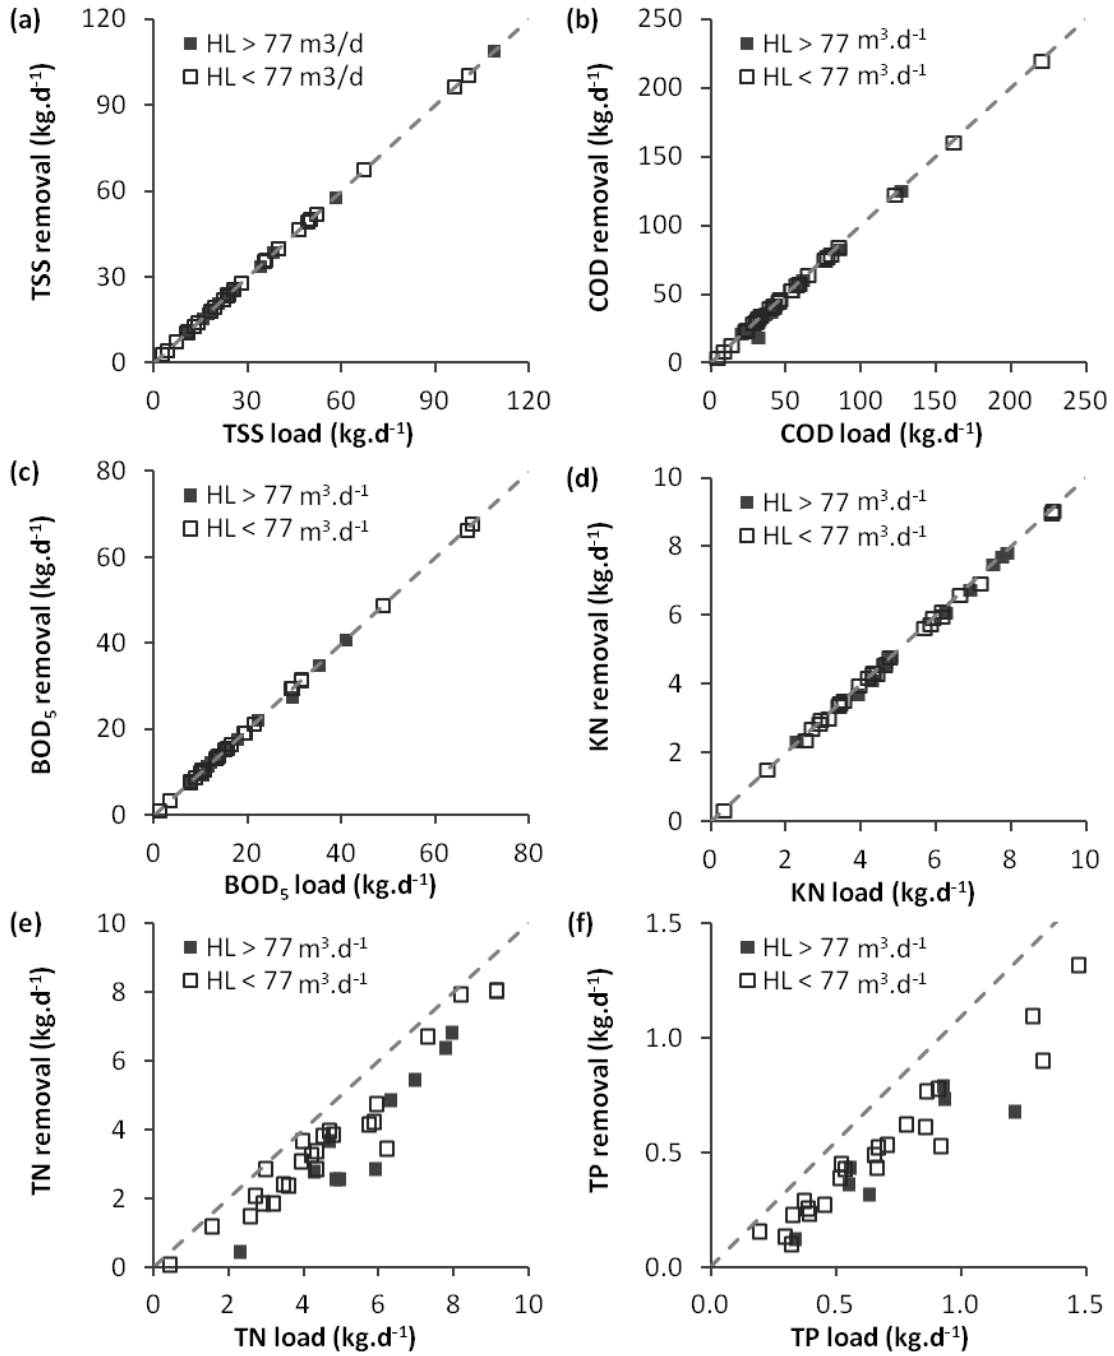 (a)
120
90
60
30
0
TSS removal (kg.d⁻¹)
HL > 77 m3/d
HL < 77 m3/d
0 30 60 90 120
TSS load (kg.d⁻¹)
(b)
250
200
150
100
50
0
COD removal (kg.d⁻¹)
HL > 77 m³.d⁻¹
HL < 77 m³.d⁻¹
0 50 100 150 200 250
COD load (kg.d⁻¹)
(c)
80
60
40
20
0
BOD₅ removal (kg.d⁻¹)
HL > 77 m³.d⁻¹
HL < 77 m³.d⁻¹
0 20 40 60 80
BOD₅ load (kg.d⁻¹)
(d)
10
8
6
4
2
0
KN removal (kg.d⁻¹)
HL > 77 m³.d⁻¹
HL < 77 m³.d⁻¹
0 2 4 6 8 10
KN load (kg.d⁻¹)
(e)
10
8
6
4
2
0
TN removal (kg.d⁻¹)
HL > 77 m³.d⁻¹
HL < 77 m³.d⁻¹
0 2 4 6 8 10
TN load (kg.d⁻¹)
(f)
1.5
1.0
0.5
0.0
TP removal (kg.d⁻¹)
HL > 77 m³.d⁻¹
HL < 77 m³.d⁻¹
0.0 0.5 1.0 1.5
TP load (kg.d⁻¹)